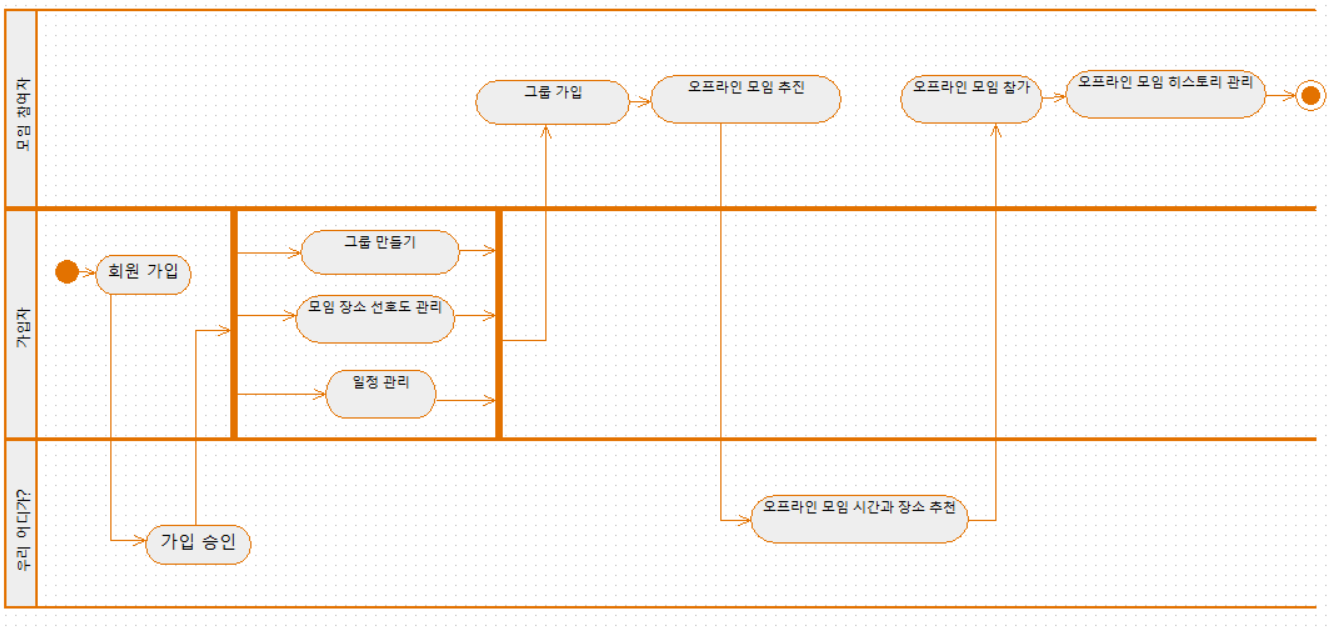 모임 참여자
그룹 가입
오프라인 모임 추진
오프라인 모임 참가
오프라인 모임 히스토리 관리
가입자
회원 가입
그룹 만들기
모임 장소 선호도 관리
일정 관리
우리 어디가?
가입 승인
오프라인 모임 시간과 장소 추천